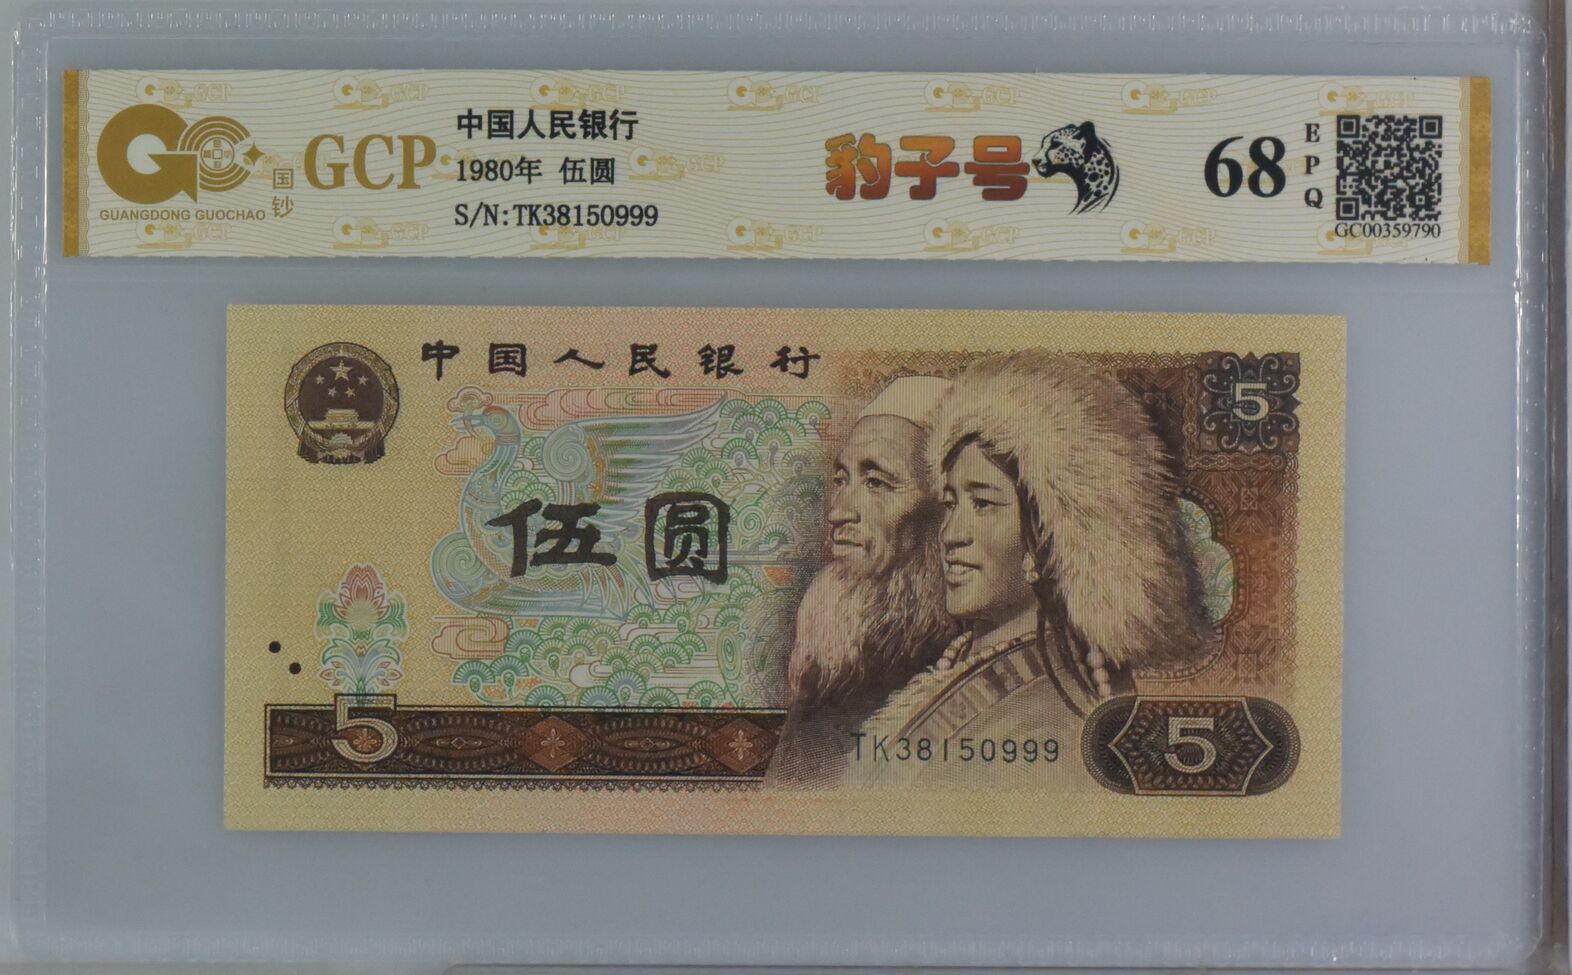 GC
国钞
GUANGDONG GUOCHAO
GCP
中国人民银行
1980年 伍圆
S/N:TK38150999
豹子号
68
EPQ
GC00359790
中国人民银行
5
伍圆
5
TK38150999
5